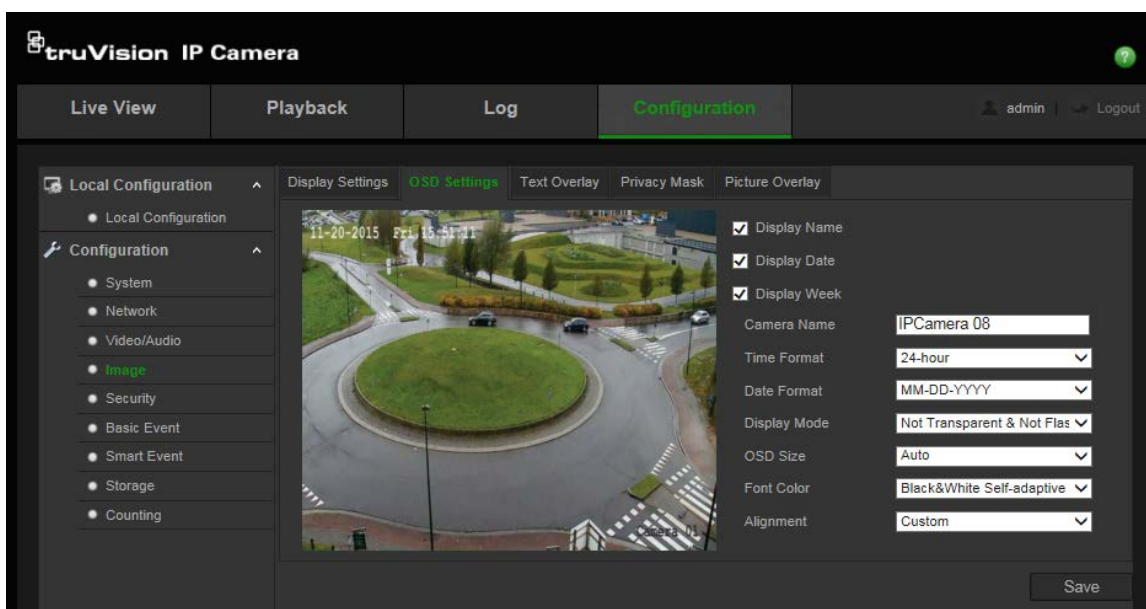 truVision IP Camera
?
Live View Playback Log Configuration admin | Logout
Local Configuration
Local Configuration
Configuration
System
Network
Video/Audio
Image
Security
Basic Event
Smart Event
Storage
Counting
Display Settings OSD Settings Text Overlay Privacy Mask Picture Overlay
11-20-2015 Fri 15:51:11
Camera 01
Display Name
Display Date
Display Week
Camera Name IPCamera 08
Time Format 24-hour
Date Format MM-DD-YYYY
Display Mode Not Transparent & Not Flas
OSD Size Auto
Font Color Black&White Self-adaptive
Alignment Custom
Save